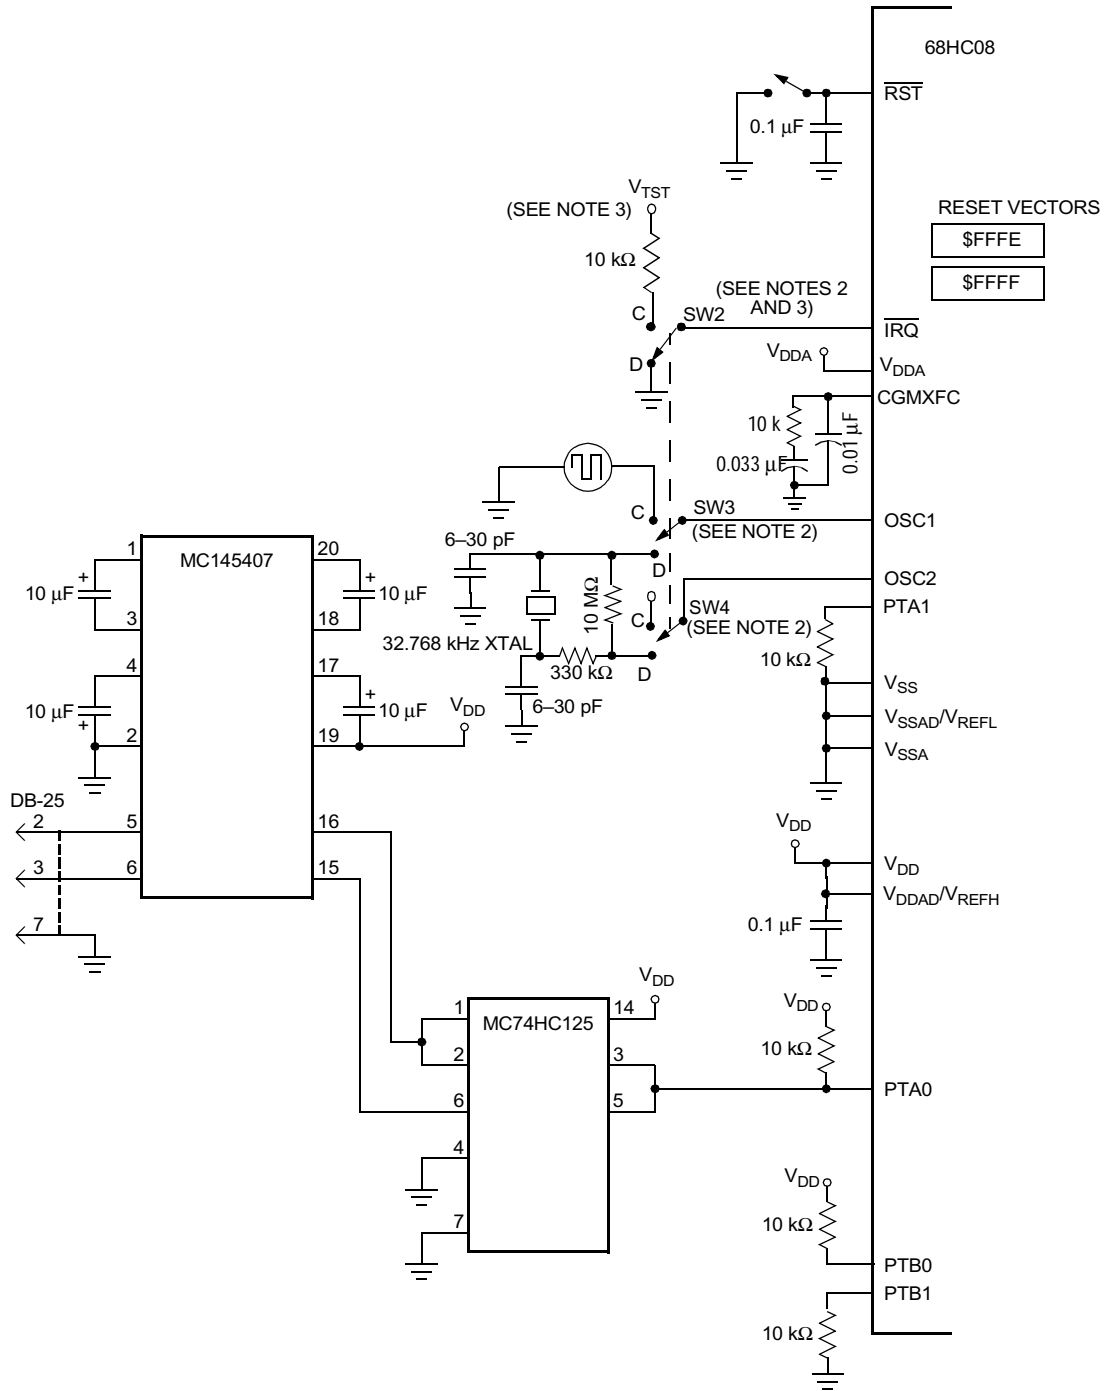 68HC08
RST
0.1 µF
VTST
(SEE NOTE 3)
10 kΩ
RESET VECTORS
$FFFE
$FFFF
(SEE NOTES 2
AND 3)
C
SW2
IRQ
D
VDDA
VDDA
CGMXFC
10 k
0.033 µF
0.01 µF
C
SW3
(SEE NOTE 2)
OSC1
6–30 pF
D
10 MΩ
OSC2
C
SW4
(SEE NOTE 2)
PTA1
32.768 kHz XTAL
330 kΩ
D
10 kΩ
6–30 pF
VSS
VSSAD/VREFL
VSSA
MC145407
1
20
10 µF
+
+
10 µF
3
18
4
17
10 µF
+
+
10 µF
VDD
2
19
DB-25
2
5
16
3
6
15
7
VDD
VDD
VDDAD/VREFH
0.1 µF
MC74HC125
1
14
VDD
2
3
6
5
4
7
VDD
10 kΩ
PTA0
VDD
10 kΩ
PTB0
PTB1
10 kΩ